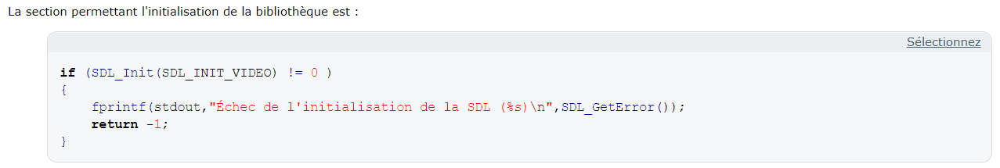 La section permettant l'initialisation de la bibliothèque est :
Sélectionnez
if (SDL_Init(SDL_INIT_VIDEO) != 0 )
{
    fprintf(stdout,"Échec de l'initialisation de la SDL (%s)\n",SDL_GetError());
    return -1;
}